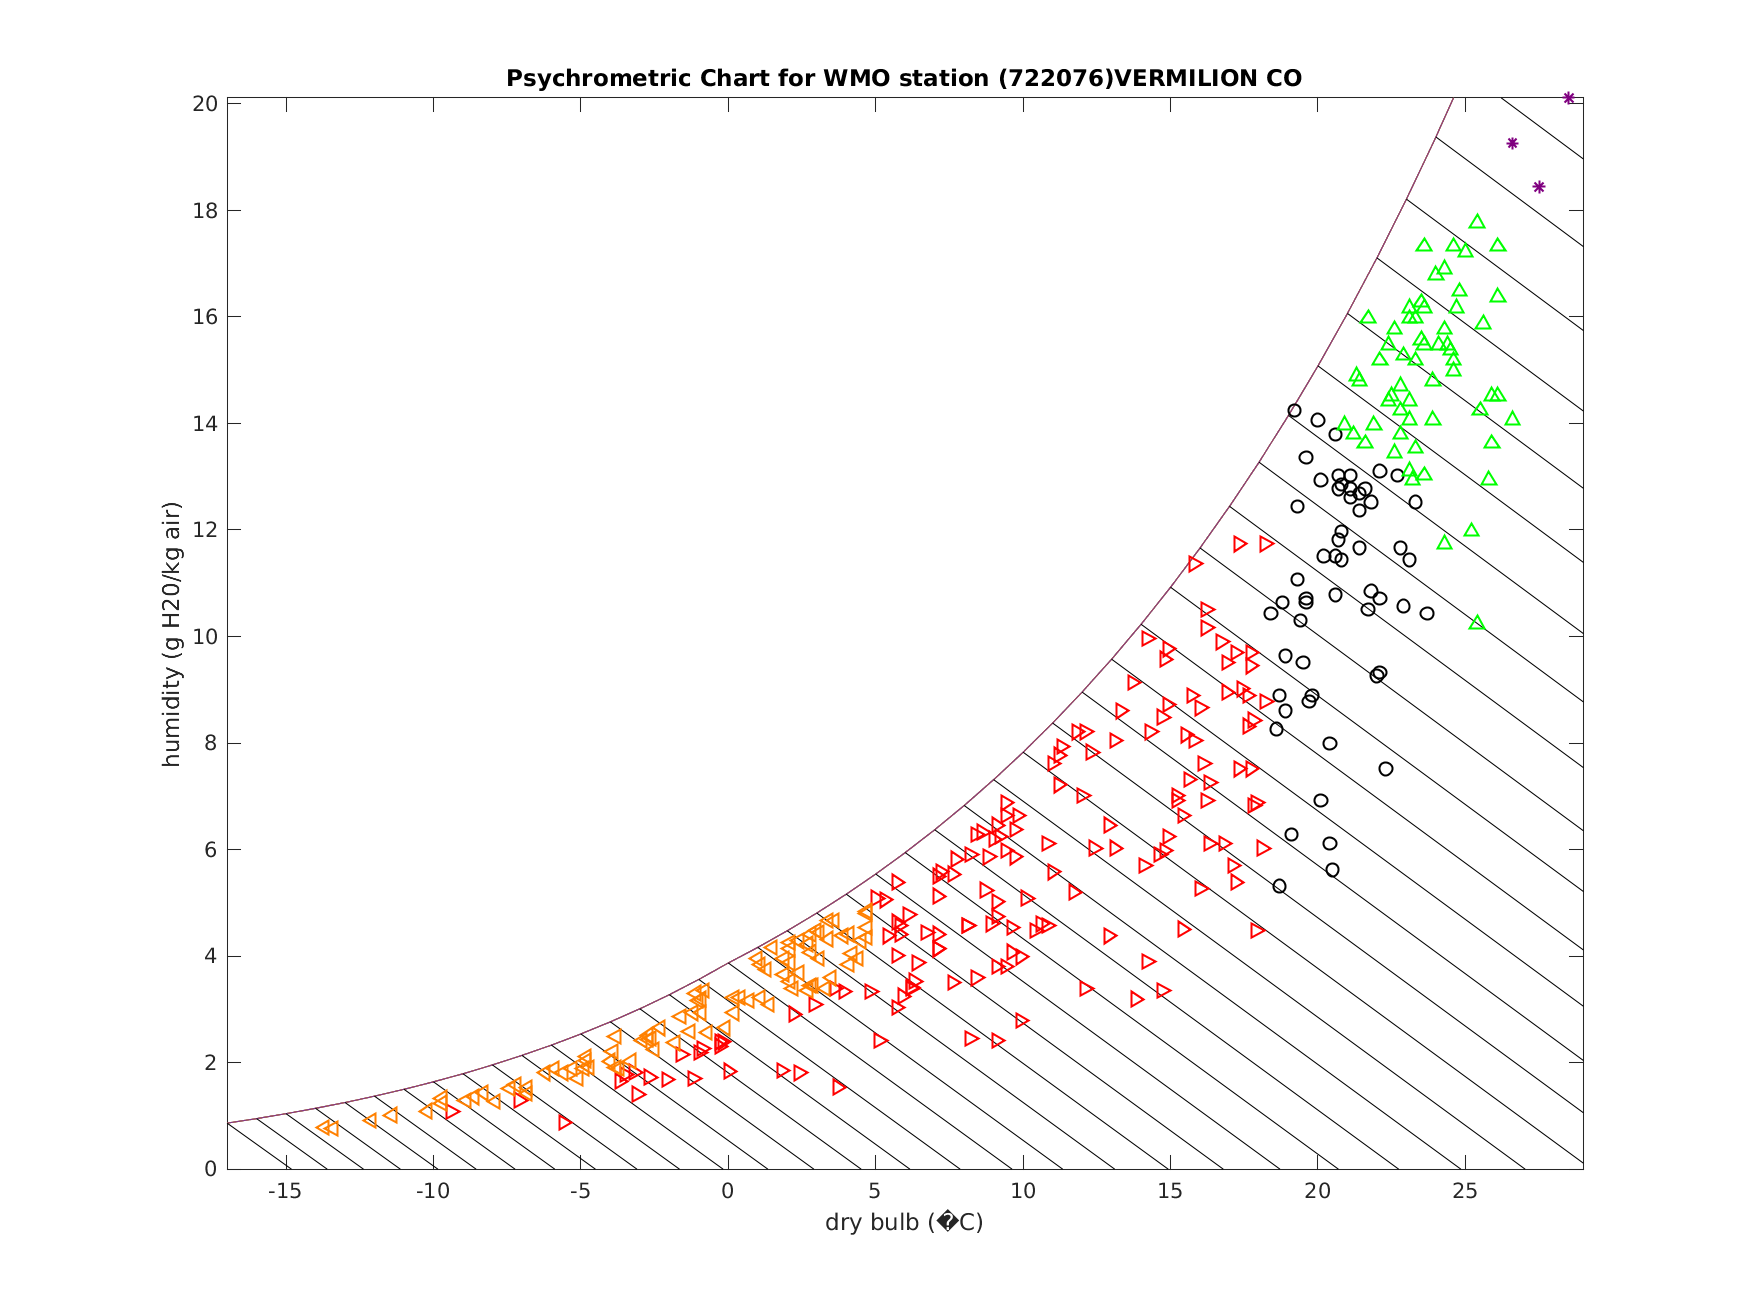 Psychrometric Chart for WMO station (722076)VERMILION CO
humidity (g H20/kg air)
20
18
16
14
12
10
8
6
4
2
0
-15 -10 -5 0 5 10 15 20 25
dry bulb (�C)